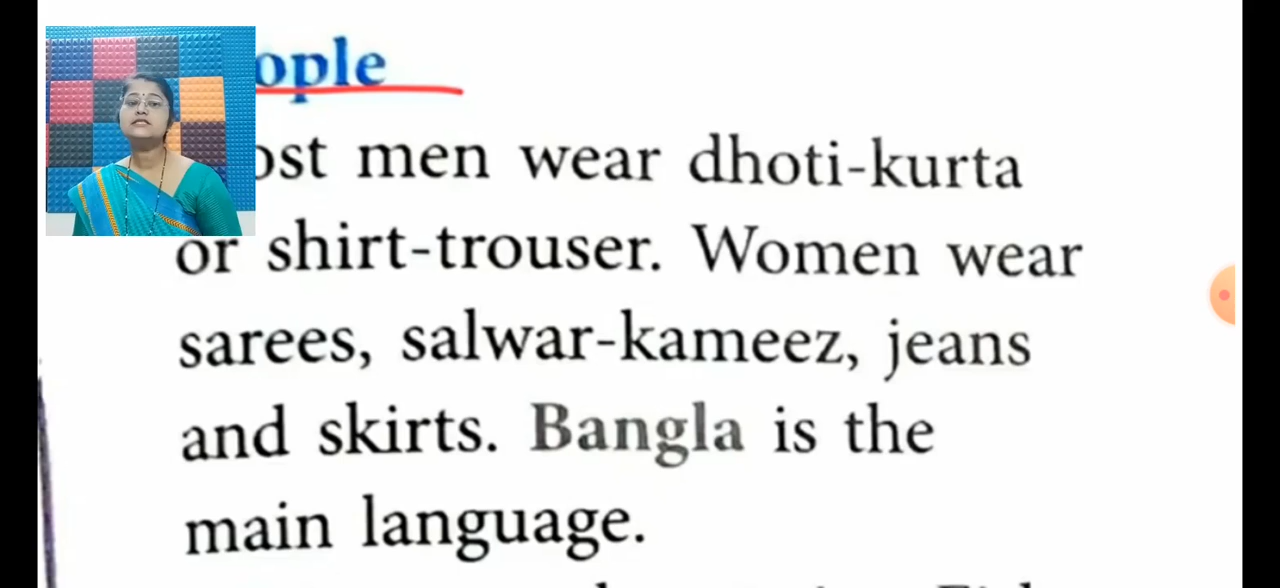 ople
ost men wear dhoti-kurta
or shirt-trouser. Women wear
sarees, salwar-kameez, jeans
and skirts. Bangla is the
main language.